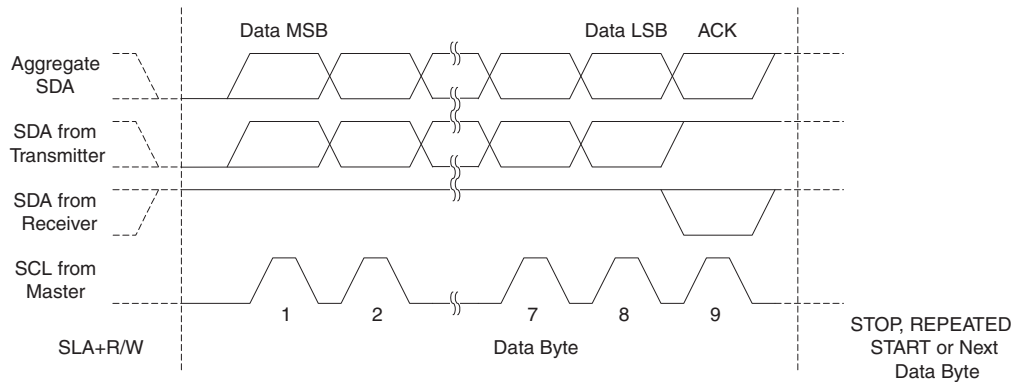 Data MSB
Data LSB
ACK
Aggregate
SDA
SDA from
Transmitter
SDA from
Receiver
SCL from
Master
1
2
7
8
9
SLA+R/W
Data Byte
STOP, REPEATED
START or Next
Data Byte